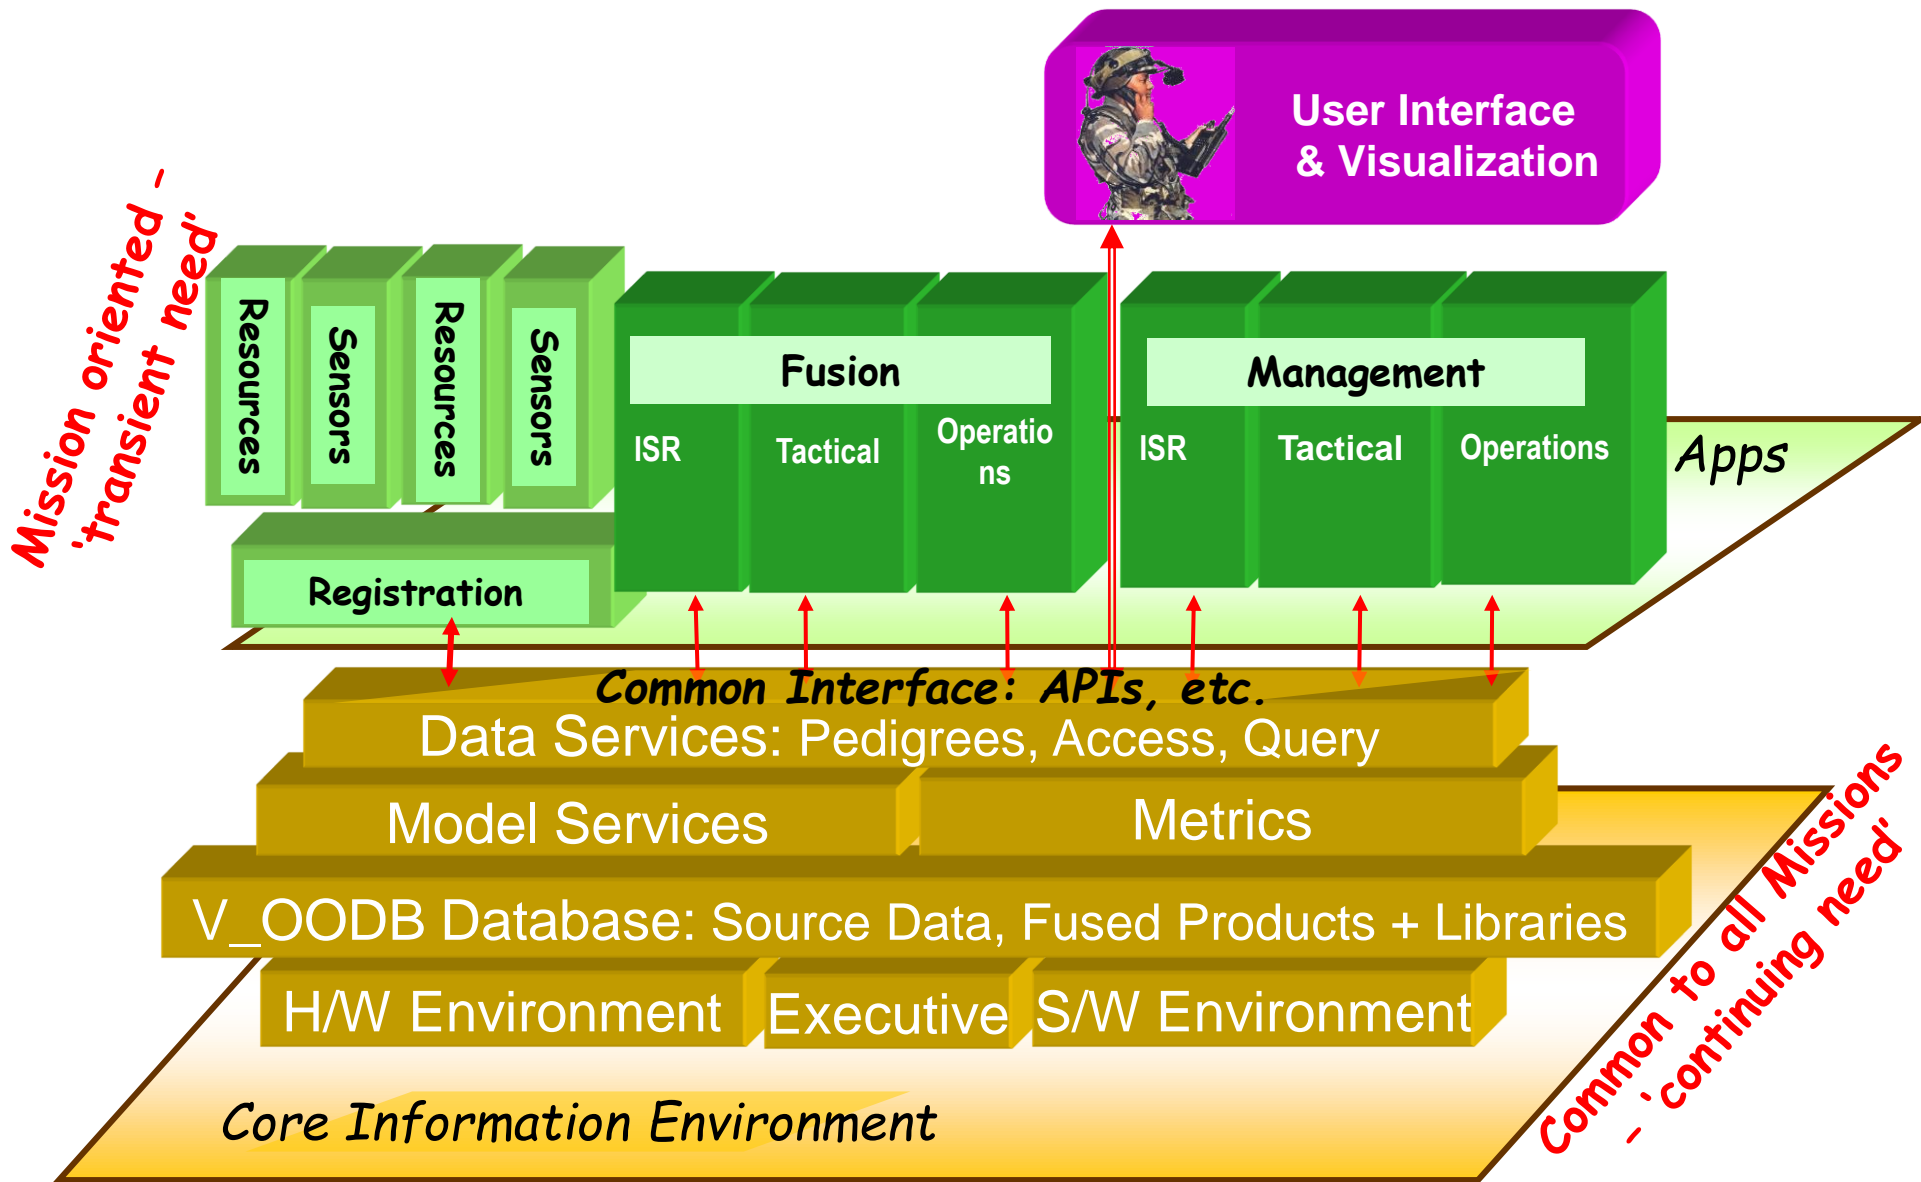 User Interface
& Visualization
Mission oriented -
'transient need'
Resources
Sensors
Resources
Sensors
Fusion
Management
ISR
Tactical
Operatio
ns
ISR
Tactical
Operations
Apps
Registration
Common Interface: APIs, etc.
Data Services: Pedigrees, Access, Query
Model Services
Metrics
V_OODB Database: Source Data, Fused Products + Libraries
H/W Environment
Executive
S/W Environment
Common to all Missions
- 'continuing need'
Core Information Environment